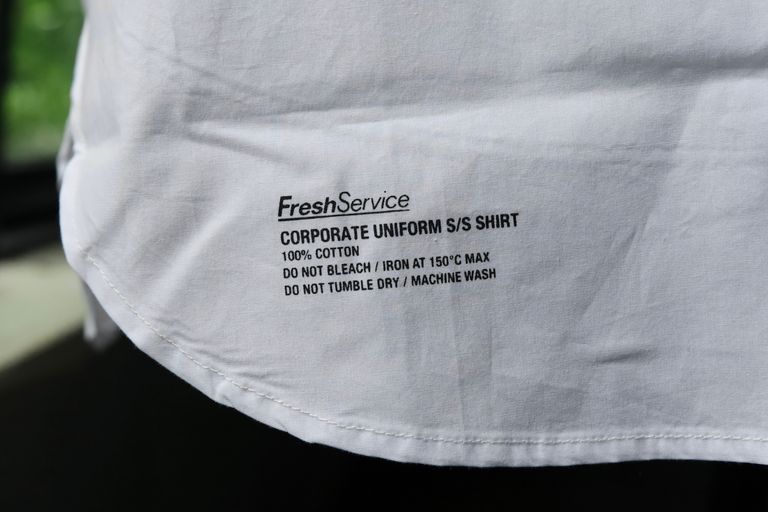 FreshService
CORPORATE UNIFORM S/S SHIRT
100% COTTON
DO NOT BLEACH / IRON AT 150°C MAX
DO NOT TUMBLE DRY / MACHINE WASH